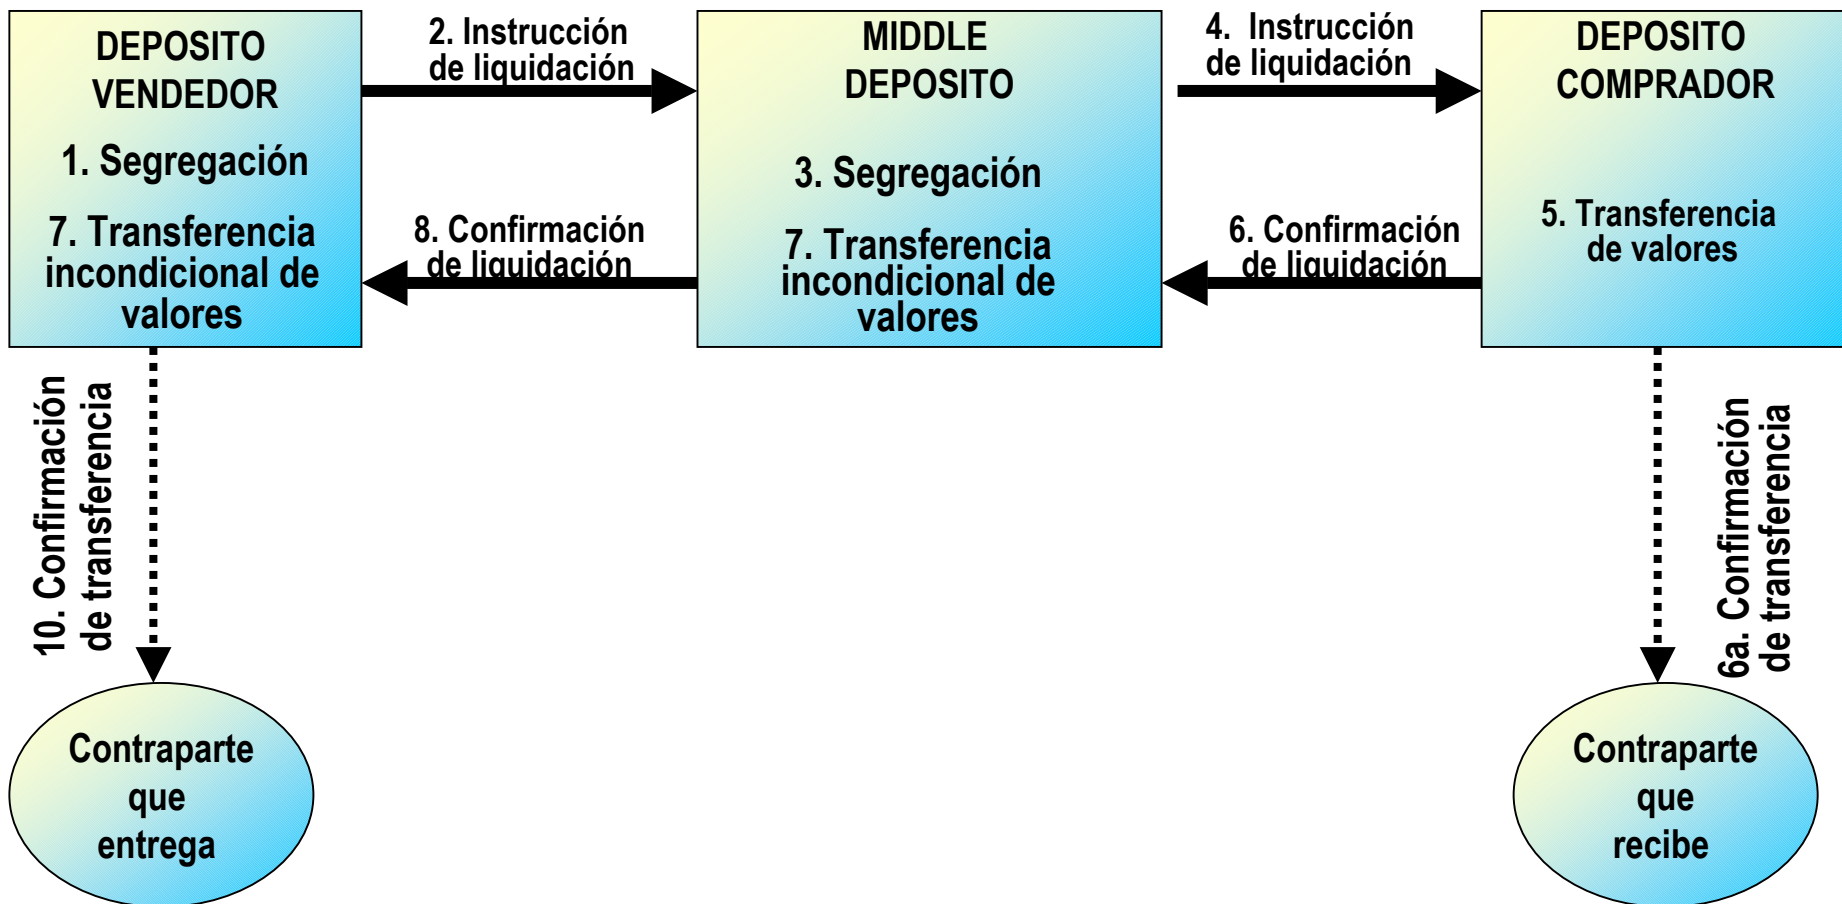 DEPOSITO
VENDEDOR
1. Segregación
7. Transferencia
incondicional de
valores
2. Instrucción
de liquidación
8. Confirmación
de liquidación
MIDDLE
DEPOSITO
3. Segregación
7. Transferencia
incondicional de
valores
4. Instrucción
de liquidación
6. Confirmación
de liquidación
DEPOSITO
COMPRADOR
5. Transferencia
de valores
10. Confirmación
de transferencia
6a. Confirmación
de transferencia
Contraparte
que
entrega
Contraparte
que
recibe